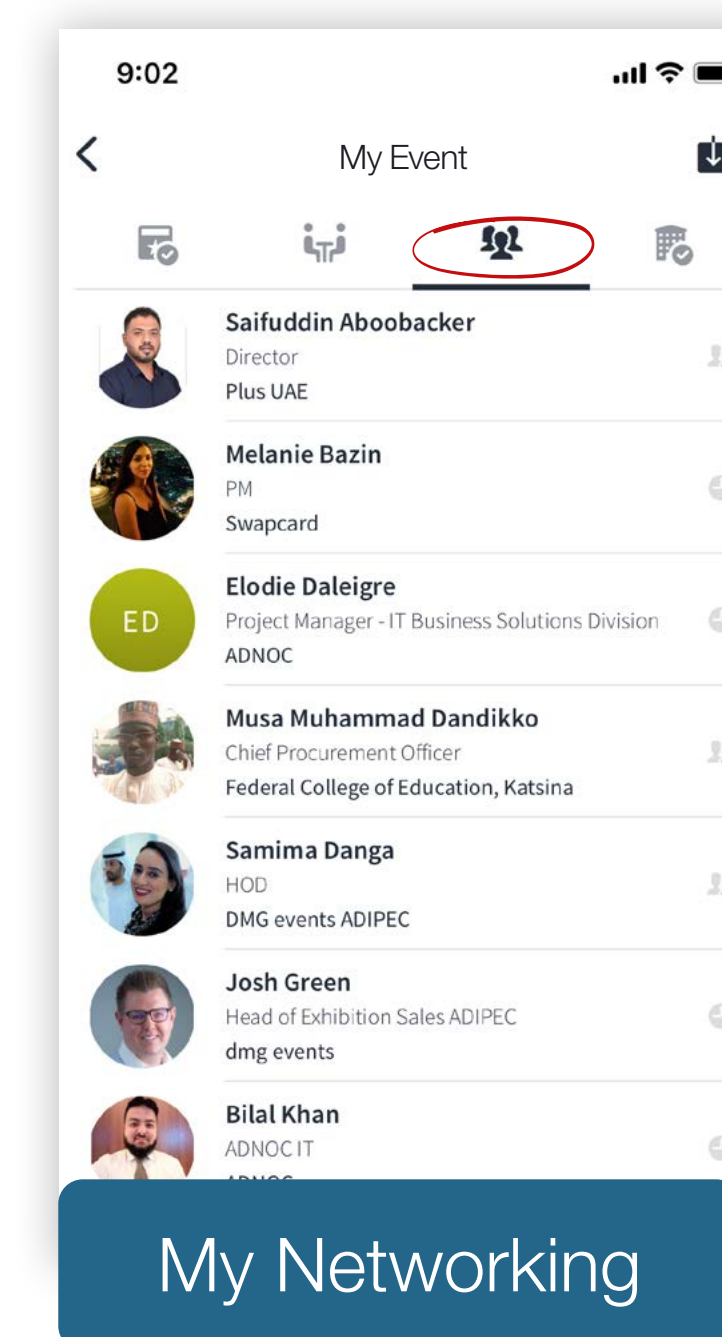 9:02
My Event
Saifuddin Aboobacker
Director
Plus UAE
Melanie Bazin
PM
Swapcard
ED
Elodie Daleigre
Project Manager - IT Business Solutions Division
ADNOC
Musa Muhammad Dandikko
Chief Procurement Officer
Federal College of Education, Katsina
Samima Danga
HOD
DMG events ADIPEC
Josh Green
Head of Exhibition Sales ADIPEC
dmg events
Bilal Khan
ADNOC IT
ADNOC
My Networking